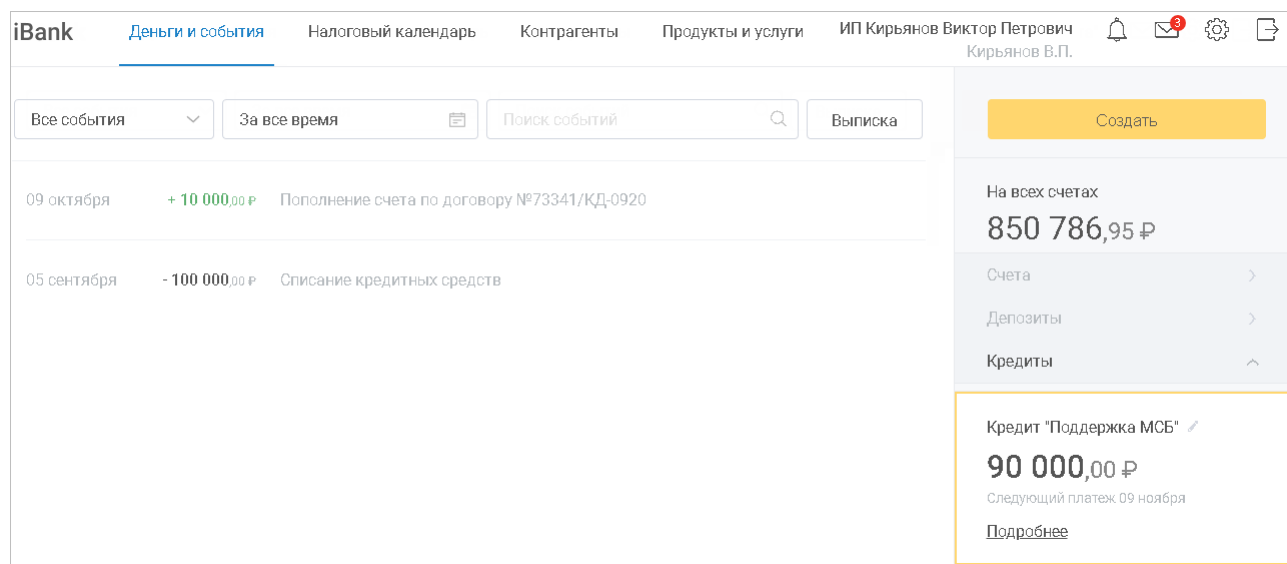 iBank Деньги и события Налоговый календарь Контрагенты Продукты и услуги ИП Кирьянов Виктор Петрович 3
Кирьянов В.П.
Все события За все время Поиск событий Выписка Создать
09 октября + 10 000,00 ₽ Пополнение счета по договору №73341/КД-0920
05 сентября - 100 000,00 ₽ Списание кредитных средств
На всех счетах
850 786,95 ₽
Счета
Депозиты
Кредиты
Кредит "Поддержка МСБ"
90 000,00 ₽
Следующий платеж 09 ноября
Подробнее